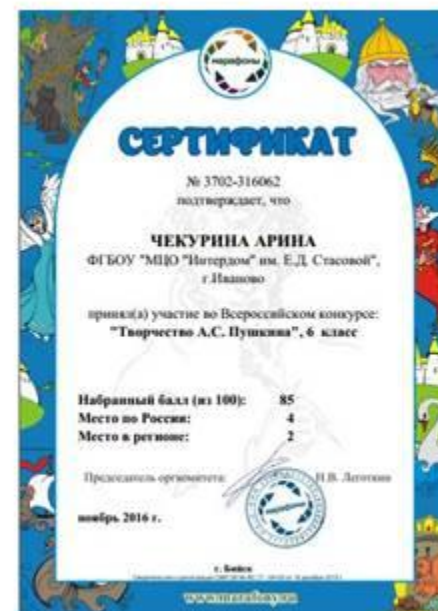 марафоны
СЕРТИФИКАТ
№ 3702-316062
подтверждает, что
ЧЕКУРИНА АРИНА
ФГБОУ "МЦО "Интердом" им. Е.Д. Стасовой",
г.Иваново
принял(а) участие во Всероссийском конкурсе:
"Творчество А.С. Пушкина", 6 класс
Набранный балл (из 100): 85
Место по России: 4
Место в регионе: 2
Председатель оргкомитета: Н.В. Леготкин
марафоны
ноябрь 2016 г.
г. Бийск